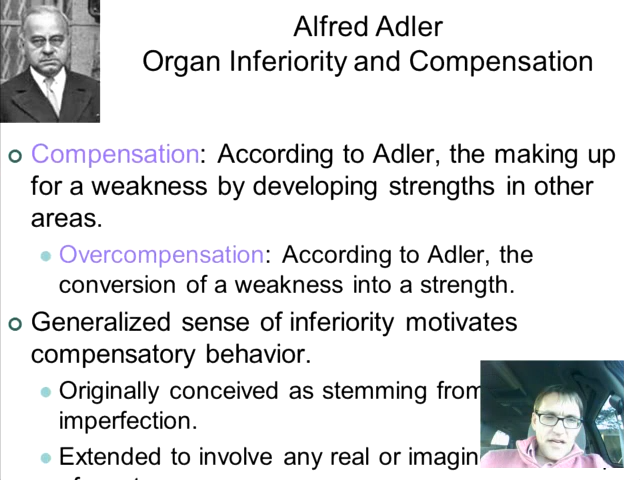 Alfred Adler
Organ Inferiority and Compensation
Compensation: According to Adler, the making up
for a weakness by developing strengths in other
areas.
Overcompensation: According to Adler, the
conversion of a weakness into a strength.
Generalized sense of inferiority motivates
compensatory behavior.
Originally conceived as stemming from
imperfection.
Extended to involve any real or imagin